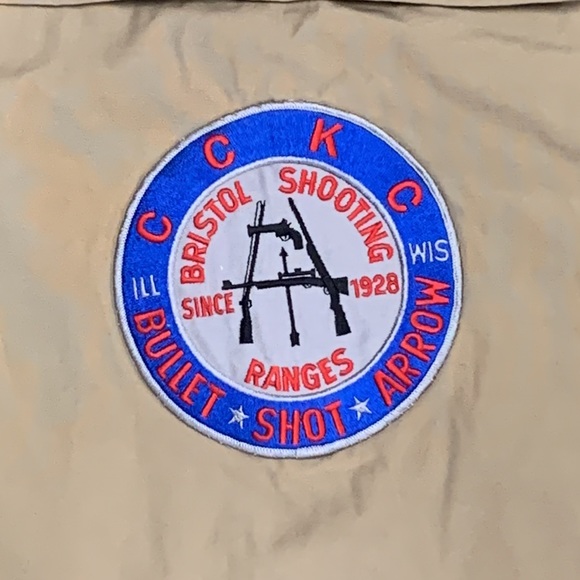 C C K C
ILL
WIS
BULLET ☆ SHOT ☆ ARROW
BRISTOL SHOOTING
SINCE 1928
RANGES